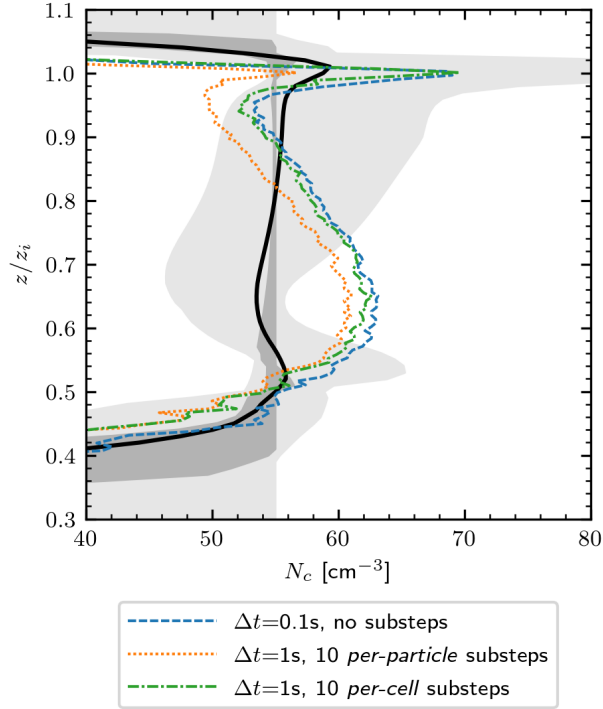 1.1
1.0
0.9
0.8
0.7
0.6
0.5
0.4
0.3
z/z_i
40 50 60 70 80
N_c [cm⁻³]
Δt=0.1s, no substeps
Δt=1s, 10 per-particle substeps
Δt=1s, 10 per-cell substeps